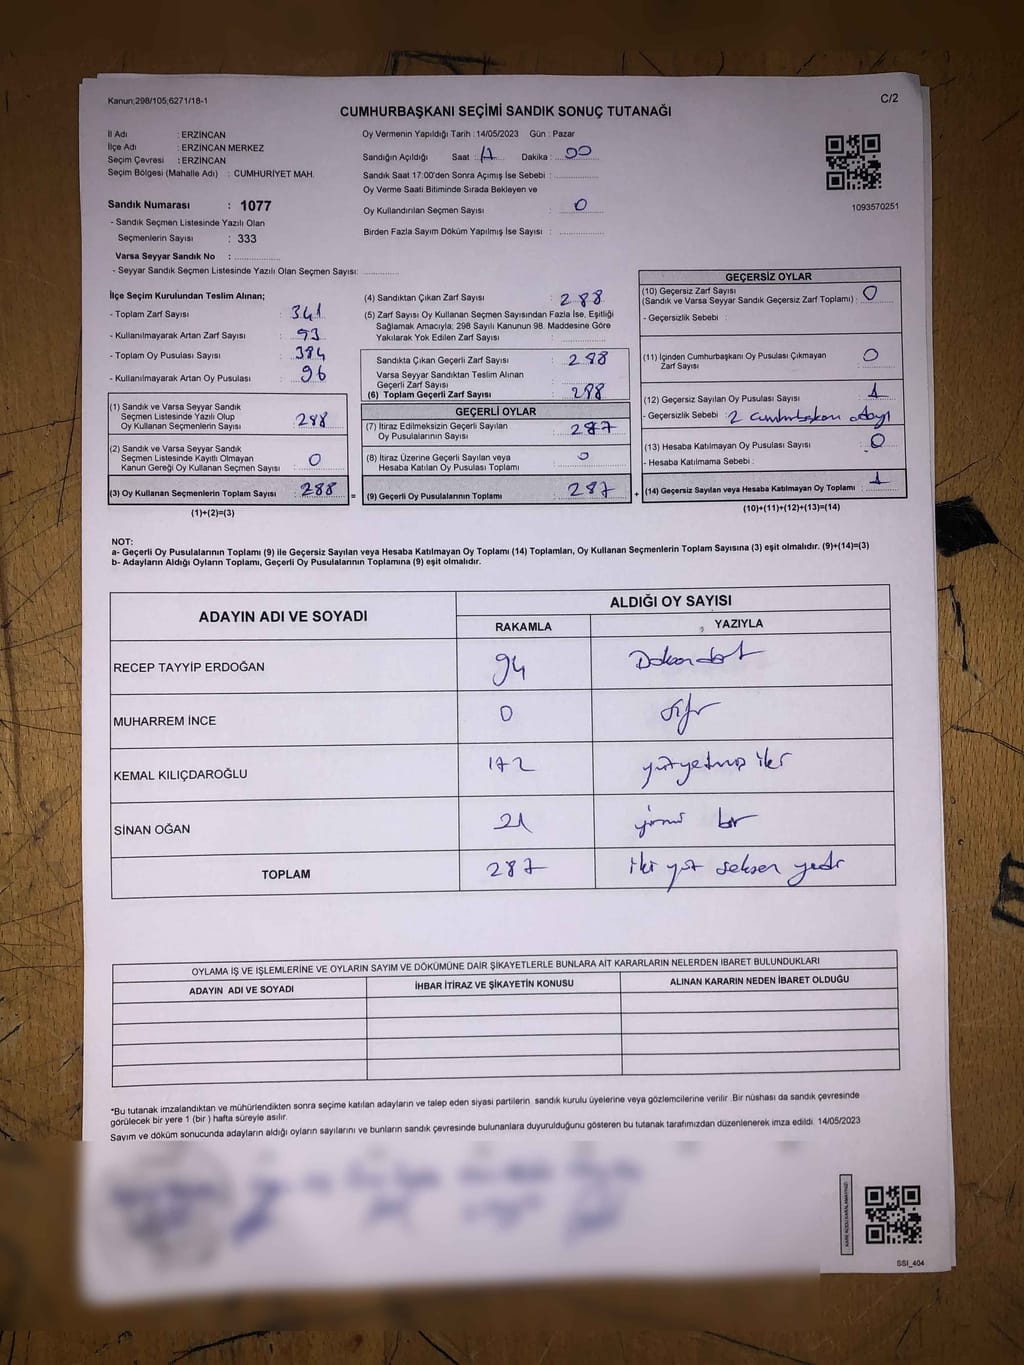 Kanun;298/105;6271/18-1
C/2
CUMHURBAŞKANI SEÇİMİ SANDIK SONUÇ TUTANAĞI
İl Adı : ERZİNCAN
İlçe Adı : ERZİNCAN MERKEZ
Seçim Çevresi : ERZİNCAN
Seçim Bölgesi (Mahalle Adı) : CUMHURİYET MAH.
Sandık Numarası : 1077
- Sandık Seçmen Listesinde Yazılı Olan
Seçmenlerin Sayısı : 333
Varsa Seyyar Sandık No :
- Seyyar Sandık Seçmen Listesinde Yazılı Olan Seçmen Sayısı:
Oy Vermenin Yapıldığı Tarih : 14/05/2023 Gün : Pazar
Sandığın Açıldığı Saat : Dakika : 00
Sandık Saat 17:00'den Sonra Açımış İse Sebebi :
Oy Verme Saati Bitiminde Sırada Bekleyen ve
Oy Kullandırılan Seçmen Sayısı : 0
Birden Fazla Sayım Döküm Yapılmış İse Sayısı :
1093570251
İlçe Seçim Kurulundan Teslim Alınan;
- Toplam Zarf Sayısı : 341
- Kullanılmayarak Artan Zarf Sayısı : 53
- Toplam Oy Pusulası Sayısı : 384
- Kullanılmayarak Artan Oy Pusulası : 96
(1) Sandık ve Varsa Seyyar Sandık
Seçmen Listesinde Yazılı Olup
Oy Kullanan Seçmenlerin Sayısı : 288
(2) Sandık ve Varsa Seyyar Sandık
Seçmen Listesinde Kayıtlı Olmayan
Kanun Gereği Oy Kullanan Seçmen Sayısı : 0
(3) Oy Kullanan Seçmenlerin Toplam Sayısı : 288
(1)+(2)=(3)
(4) Sandıktan Çıkan Zarf Sayısı : 288
(5) Zarf Sayısı Oy Kullanan Seçmen Sayısından Fazla İse, Eşitliği
Sağlamak Amacıyla; 298 Sayılı Kanunun 98. Maddesine Göre
Yakılarak Yok Edilen Zarf Sayısı :
Sandıkta Çıkan Geçerli Zarf Sayısı : 288
Varsa Seyyar Sandıktan Teslim Alınan
Geçerli Zarf Sayısı :
(6) Toplam Geçerli Zarf Sayısı : 288
GEÇERLİ OYLAR
(7) İtiraz Edilmeksizin Geçerli Sayılan
Oy Pusulalarının Sayısı : 287
(8) İtiraz Üzerine Geçerli Sayılan veya
Hesaba Katılan Oy Pusulası Toplamı : 0
(9) Geçerli Oy Pusulalarının Toplamı : 287
GEÇERSİZ OYLAR
(10) Geçersiz Zarf Sayısı
(Sandık ve Varsa Seyyar Sandık Geçersiz Zarf Toplamı) : 0
- Geçersizlik Sebebi :
(11) İçinden Cumhurbaşkanı Oy Pusulası Çıkmayan
Zarf Sayısı : 0
(12) Geçersiz Sayılan Oy Pusulası Sayısı : 1
- Geçersizlik Sebebi : 2 cumhurbaşkanı adayı
(13) Hesaba Katılmayan Oy Pusulası Sayısı : 0
- Hesaba Katılmama Sebebi :
(14) Geçersiz Sayılan veya Hesaba Katılmayan Oy Toplamı : 1
(10)+(11)+(12)+(13)=(14)
NOT:
a- Geçerli Oy Pusulalarının Toplamı (9) ile Geçersiz Sayılan veya Hesaba Katılmayan Oy Toplamı (14) Toplamları, Oy Kullanan Seçmenlerin Toplam Sayısına (3) eşit olmalıdır. (9)+(14)=(3)
b- Adayların Aldığı Oyların Toplamı, Geçerli Oy Pusulalarının Toplamına (9) eşit olmalıdır.
ADAYIN ADI VE SOYADI ALDIĞI OY SAYISI
RAKAMLA YAZIYLA
RECEP TAYYİP ERDOĞAN 94 Doksandört
MUHARREM İNCE 0 sıfır
KEMAL KILIÇDAROĞLU 172 yüzyetmiş iki
SİNAN OĞAN 21 yirmi bir
TOPLAM 287 iki yüz seksen yedi
OYLAMA İŞ VE İŞLEMLERİNE VE OYLARIN SAYIM VE DÖKÜMÜNE DAİR ŞİKAYETLERLE BUNLARA AİT KARARLARIN NELERDEN İBARET BULUNDUKLARI
ADAYIN ADI VE SOYADI İHBAR İTİRAZ VE ŞİKAYETİN KONUSU ALINAN KARARIN NEDEN İBARET OLDUĞU
*Bu tutanak imzalandıktan ve mühürlendikten sonra seçime katılan adayların ve talep eden siyasi partilerin sandık kurulu üyelerine veya gözlemcilerine verilir. Bir nüshası da sandık çevresinde
görülecek bir yere 1 (bir ) hafta süreyle asılır.
Sayım ve döküm sonucunda adayların aldığı oyların sayılarını ve bunların sandık çevresinde bulunanlara duyurulduğunu gösteren bu tutanak tarafımızdan düzenlenerek imza edildi. 14/05/2023
SSI_404